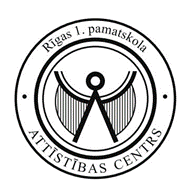 Rīgas 1. pamatskola
• ATTĪSTĪBAS CENTRS •